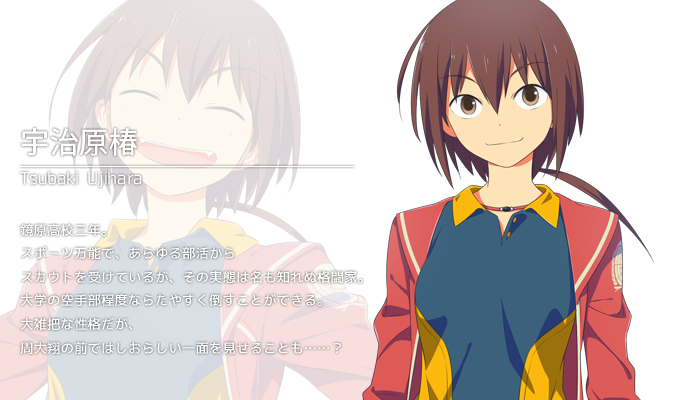 宇治原椿
Tsubaki Ujihara
鏡原高校三年。
スポーツ万能で、あらゆる部活から
スカウトを受けているが、その実態は名も知れぬ格闘家。
大学の空手部程度ならたやすく倒すことができる。
大雑把な性格だが、
周大翔の前ではしおらしい一面を見せることも……？